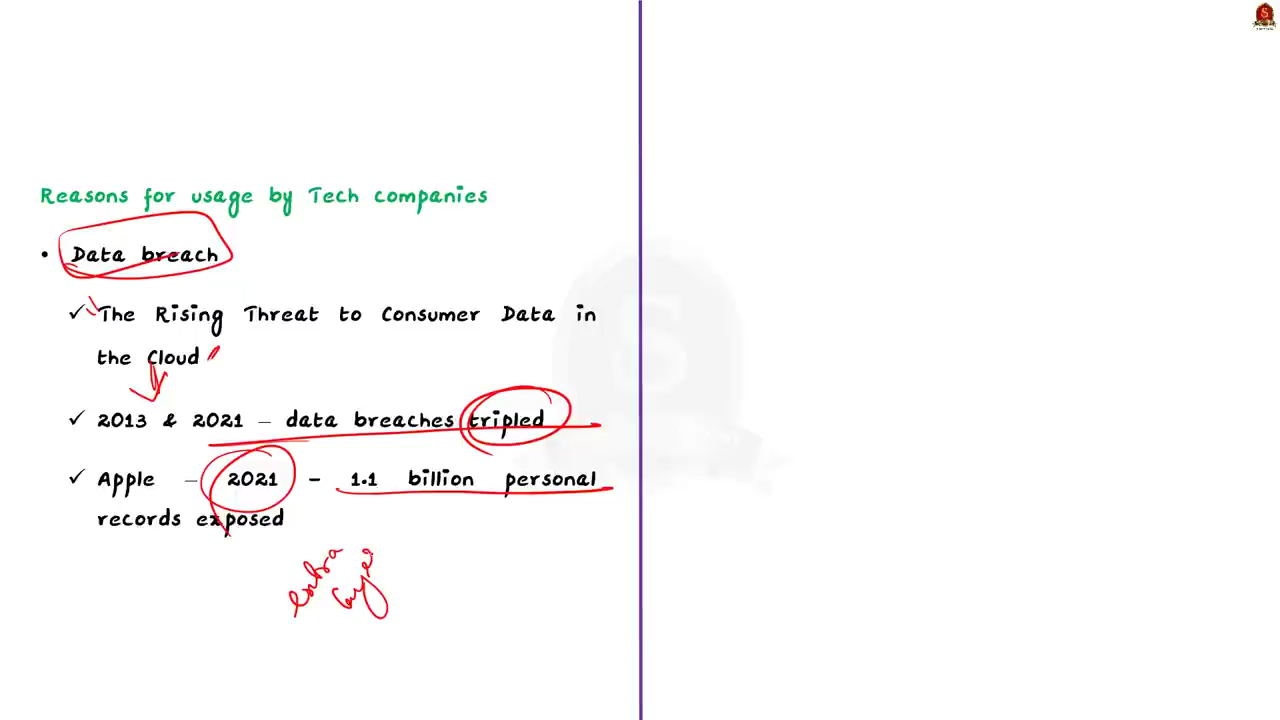 Reasons for usage by Tech companies
• Data breach
✓ The Rising Threat to Consumer Data in
the Cloud
✓ 2013 & 2021 – data breaches tripled
✓ Apple – 2021 - 1.1 billion personal
records exposed
extra
S